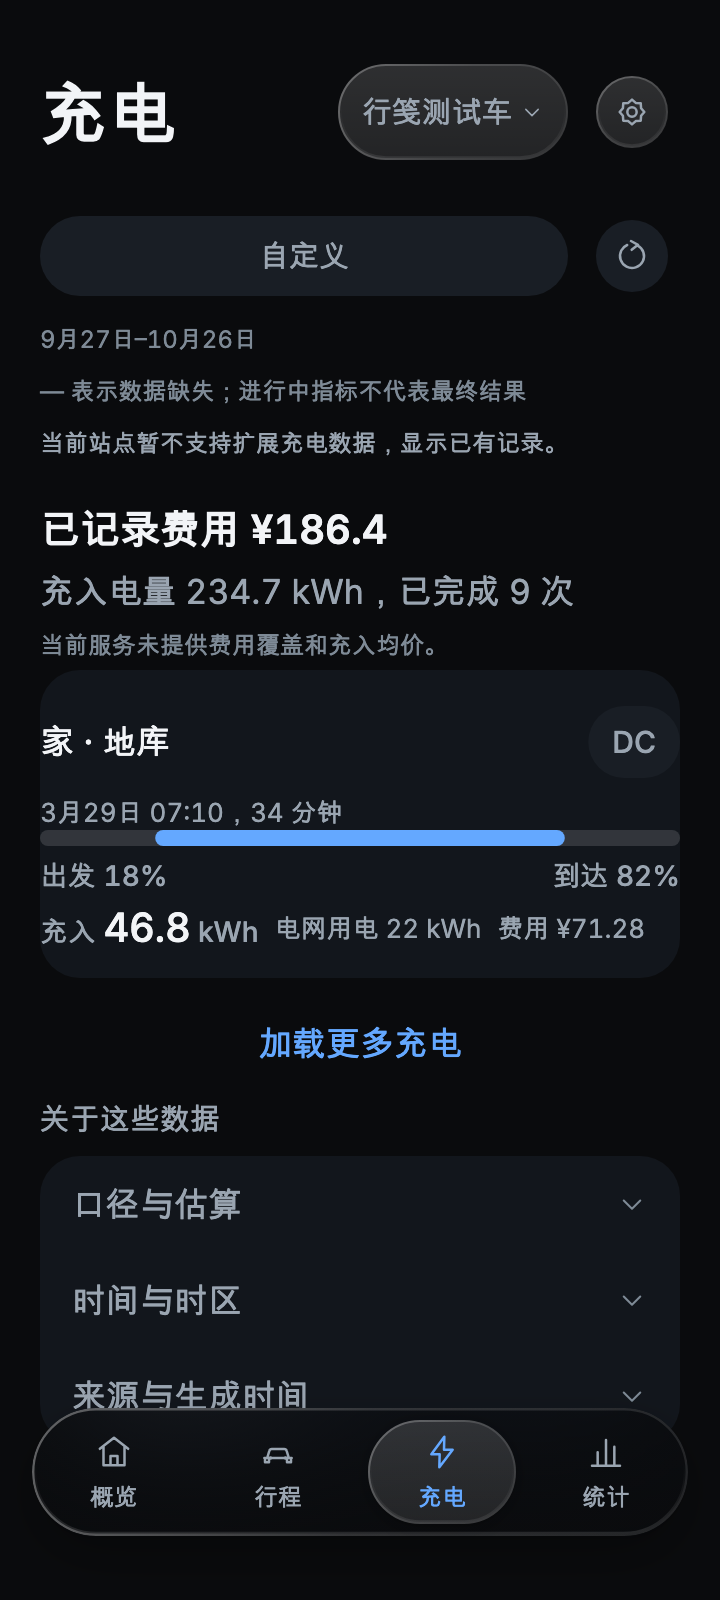 充电
行笺测试车
自定义
9月27日–10月26日
— 表示数据缺失；进行中指标不代表最终结果
当前站点暂不支持扩展充电数据，显示已有记录。
已记录费用 ¥186.4
充入电量 234.7 kWh，已完成 9 次
当前服务未提供费用覆盖和充入均价。
家 · 地库
DC
3月29日 07:10，34 分钟
出发 18% 到达 82%
充入 46.8 kWh 电网用电 22 kWh 费用 ¥71.28
加载更多充电
关于这些数据
口径与估算
时间与时区
来源与生成时间
概览 行程 充电 统计